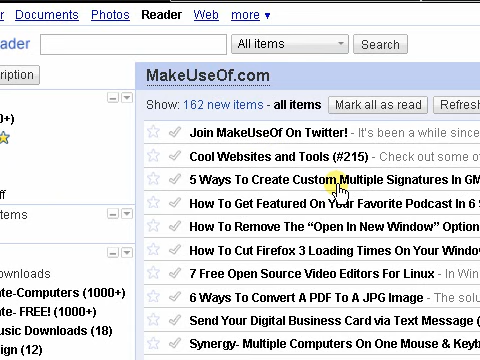 Documents Photos Reader Web more ▼
ader All items Search
ription
MakeUseOf.com
Show: 162 new items - all items Mark all as read Refresh
0+)
Join MakeUseOf On Twitter! - It's been a while since
Cool Websites and Tools (#215) - Check out some of
5 Ways To Create Custom Multiple Signatures In GM
How To Get Featured On Your Favorite Podcast In 6 S
ff
tems
How To Remove The “Open In New Window” Option
How To Cut Firefox 3 Loading Times On Your Window
ownloads
7 Free Open Source Video Editors For Linux - In Win
te-Computers (1000+)
6 Ways To Convert A PDF To A JPG Image - The solu
te- FREE! (1000+)
Send Your Digital Business Card via Text Message (
usic Downloads (18)
Synergy- Multiple Computers On One Mouse & Keyb
ign (12)